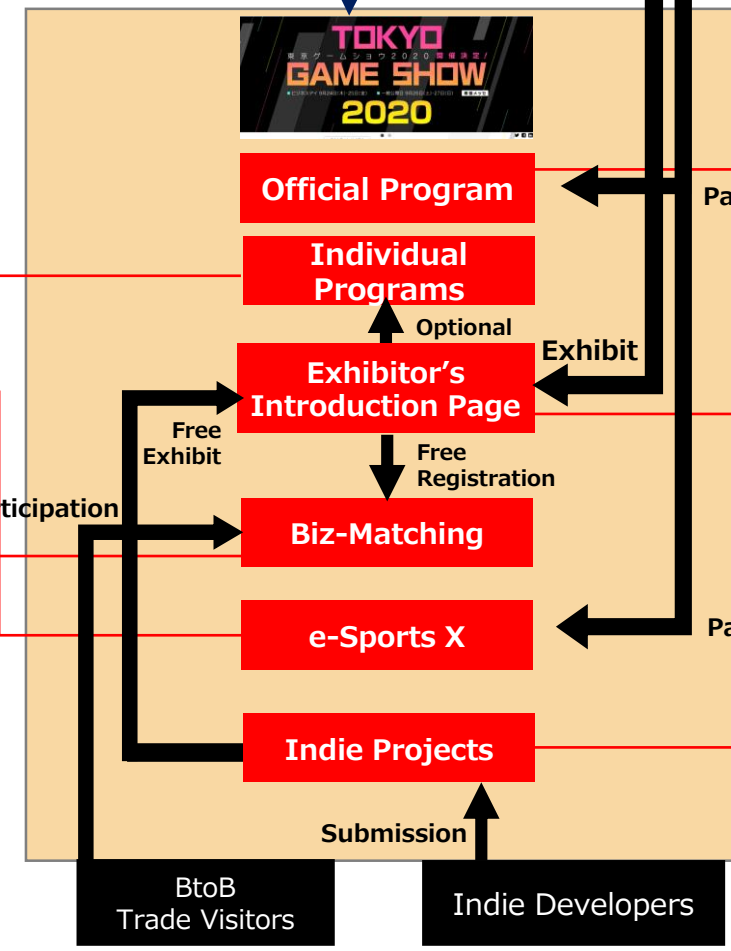 TOKYO
東京ゲームショウ2020 開催決定!
GAME SHOW
2020
Official Program
Pa
Individual
Programs
Optional
Exhibit
Exhibitor's
Introduction Page
Free
Exhibit
Free
Registration
ticipation
Biz-Matching
e-Sports X
Pa
Indie Projects
Submission
BtoB
Trade Visitors
Indie Developers